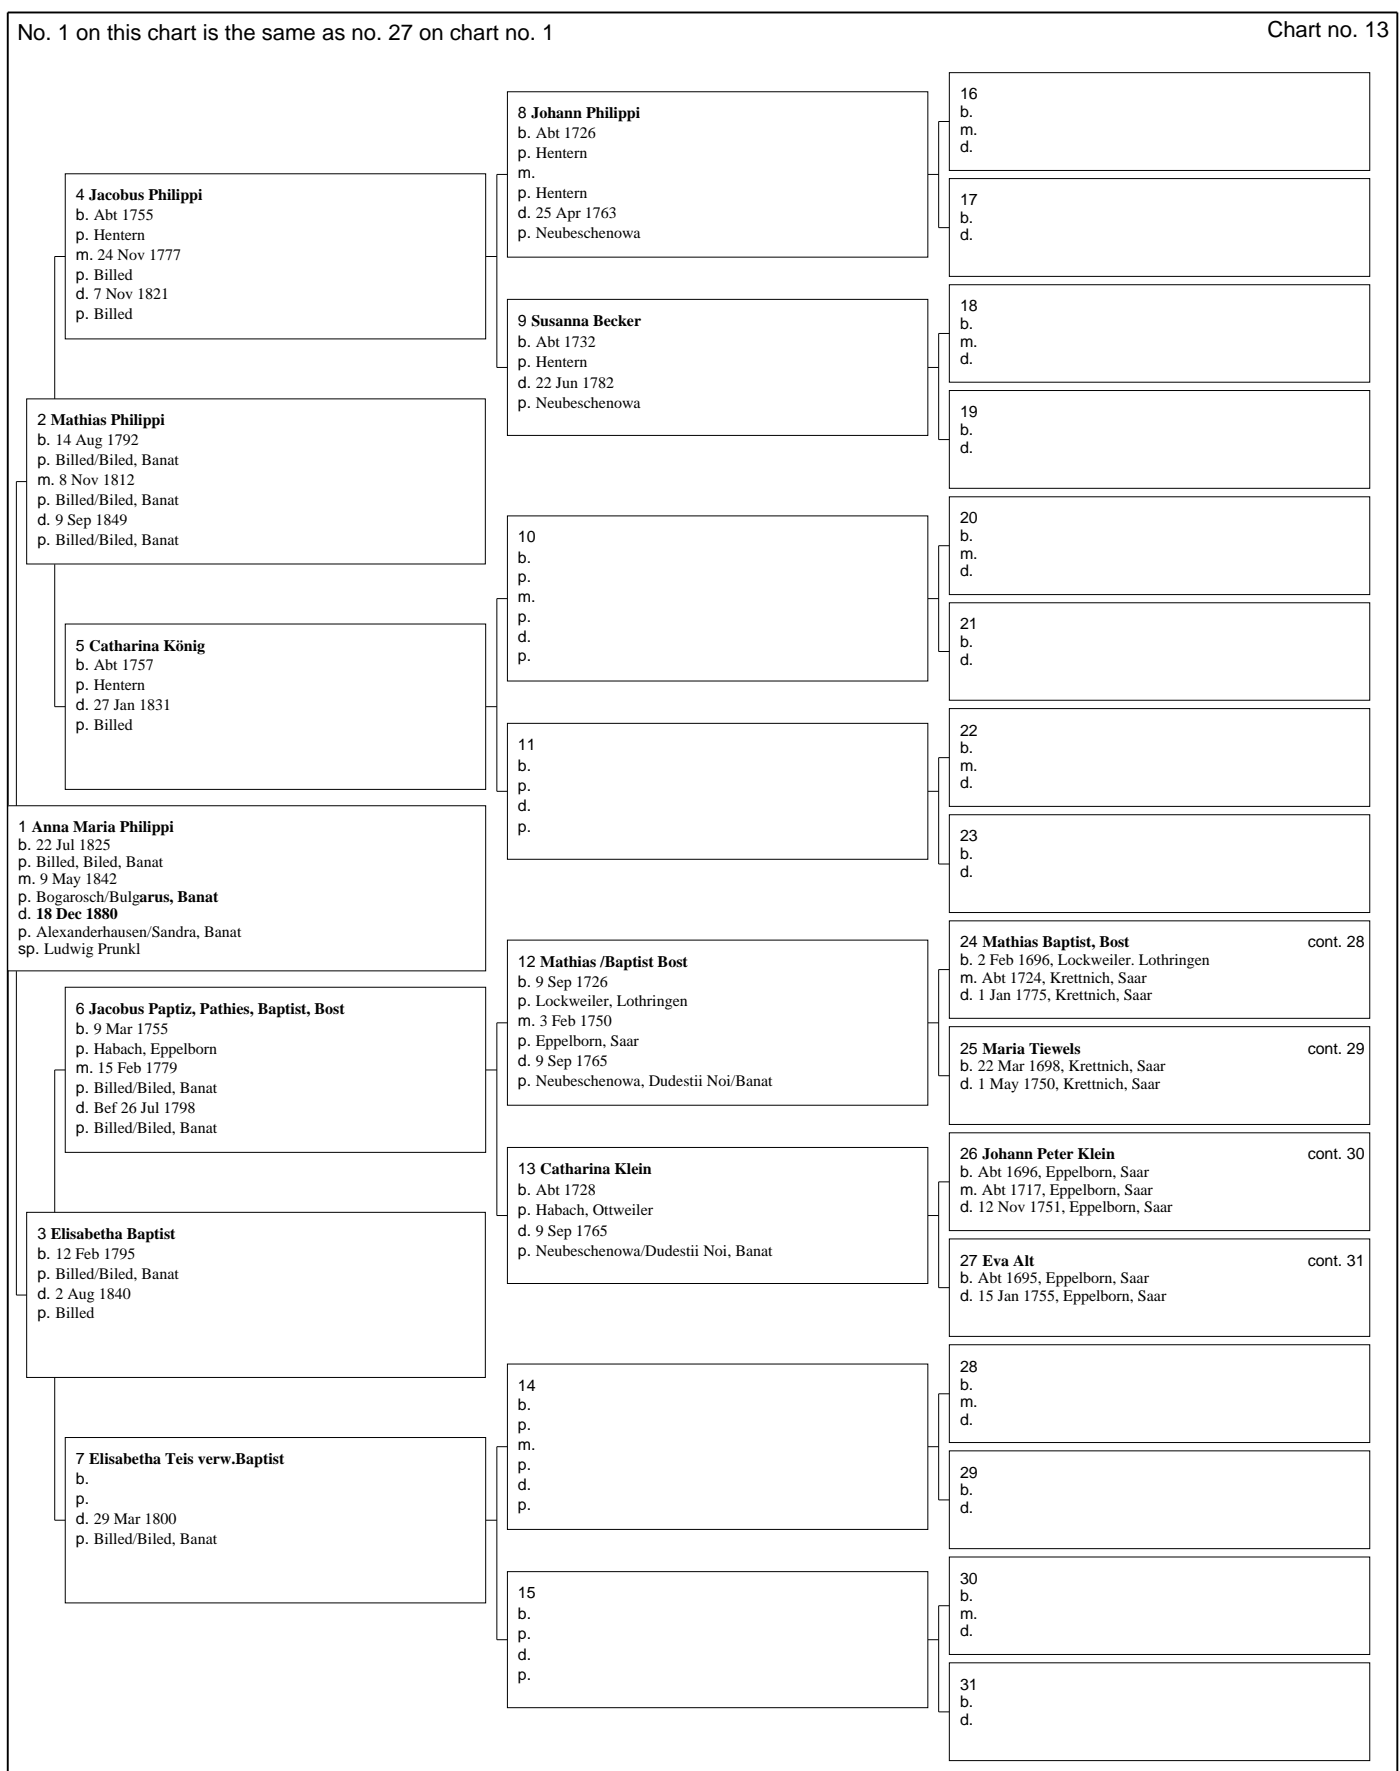 No. 1 on this chart is the same as no. 27 on chart no. 1
Chart no. 13
1 Anna Maria Philippi
b. 22 Jul 1825
p. Billed, Biled, Banat
m. 9 May 1842
p. Bogarosch/Bulgarus, Banat
d. 18 Dec 1880
p. Alexanderhausen/Sandra, Banat
sp. Ludwig Prunkl
2 Mathias Philippi
b. 14 Aug 1792
p. Billed/Biled, Banat
m. 8 Nov 1812
p. Billed/Biled, Banat
d. 9 Sep 1849
p. Billed/Biled, Banat
3 Elisabetha Baptist
b. 12 Feb 1795
p. Billed/Biled, Banat
d. 2 Aug 1840
p. Billed
4 Jacobus Philippi
b. Abt 1755
p. Hentern
m. 24 Nov 1777
p. Billed
d. 7 Nov 1821
p. Billed
5 Catharina König
b. Abt 1757
p. Hentern
d. 27 Jan 1831
p. Billed
6 Jacobus Paptiz, Pathies, Baptist, Bost
b. 9 Mar 1755
p. Habach, Eppelborn
m. 15 Feb 1779
p. Billed/Biled, Banat
d. Bef 26 Jul 1798
p. Billed/Biled, Banat
7 Elisabetha Teis verw.Baptist
b.
p.
d. 29 Mar 1800
p. Billed/Biled, Banat
8 Johann Philippi
b. Abt 1726
p. Hentern
m.
p. Hentern
d. 25 Apr 1763
p. Neubeschenowa
9 Susanna Becker
b. Abt 1732
p. Hentern
d. 22 Jun 1782
p. Neubeschenowa
10
b.
p.
m.
p.
d.
p.
11
b.
p.
d.
p.
12 Mathias /Baptist Bost
b. 9 Sep 1726
p. Lockweiler, Lothringen
m. 3 Feb 1750
p. Eppelborn, Saar
d. 9 Sep 1765
p. Neubeschenowa, Dudestii Noi/Banat
13 Catharina Klein
b. Abt 1728
p. Habach, Ottweiler
d. 9 Sep 1765
p. Neubeschenowa/Dudestii Noi, Banat
14
b.
p.
m.
p.
d.
p.
15
b.
p.
d.
p.
16
b.
m.
d.
17
b.
d.
18
b.
m.
d.
19
b.
d.
20
b.
m.
d.
21
b.
d.
22
b.
m.
d.
23
b.
d.
24 Mathias Baptist, Bost cont. 28
b. 2 Feb 1696, Lockweiler. Lothringen
m. Abt 1724, Krettnich, Saar
d. 1 Jan 1775, Krettnich, Saar
25 Maria Tiewels cont. 29
b. 22 Mar 1698, Krettnich, Saar
d. 1 May 1750, Krettnich, Saar
26 Johann Peter Klein cont. 30
b. Abt 1696, Eppelborn, Saar
m. Abt 1717, Eppelborn, Saar
d. 12 Nov 1751, Eppelborn, Saar
27 Eva Alt cont. 31
b. Abt 1695, Eppelborn, Saar
d. 15 Jan 1755, Eppelborn, Saar
28
b.
m.
d.
29
b.
d.
30
b.
m.
d.
31
b.
d.